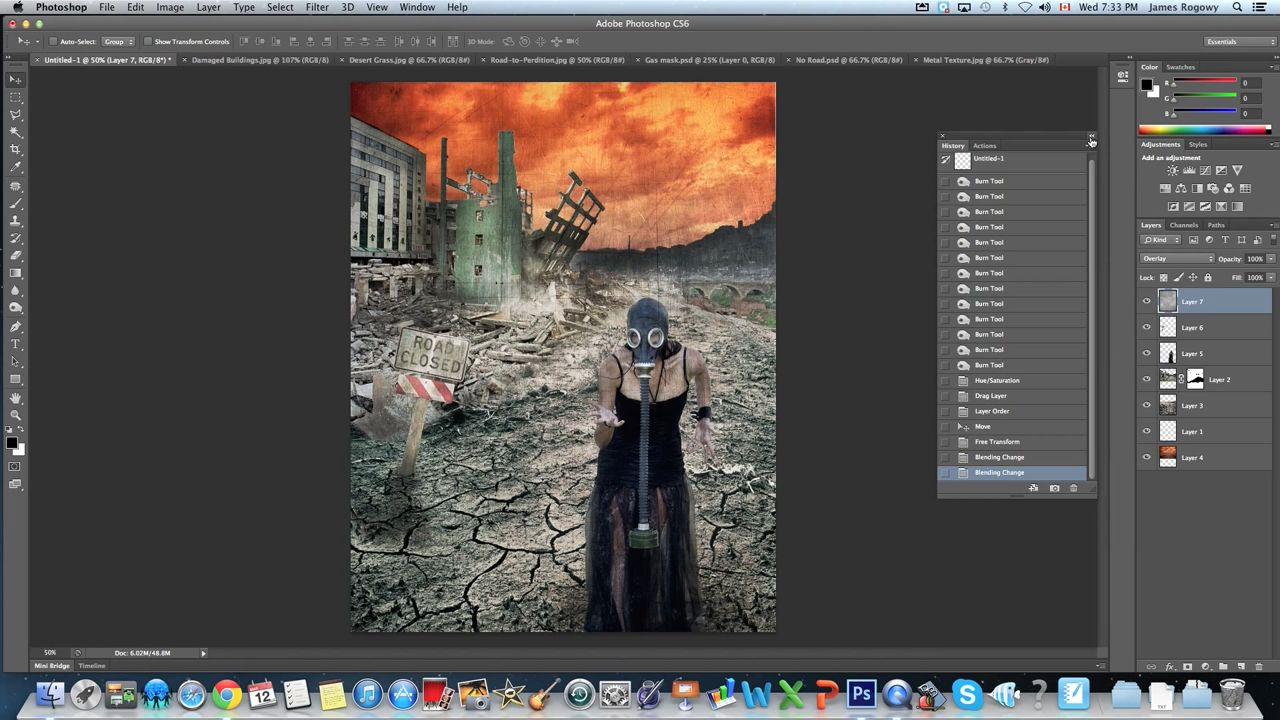 Photoshop File Edit Image Layer Type Select Filter 3D View Window Help Wed 7:33 PM James Rogowy
Adobe Photoshop CS6
Auto-Select: Group Show Transform Controls 3D Mode: Essentials
Untitled-1 @ 50% (Layer 7, RGB/8*) * Damaged Buildings.jpg @ 107% (RGB/8) Desert Grass.jpg @ 66.7% (RGB/8#) Road-to-Perdition.jpg @ 50% (RGB/8#) Gas mask.psd @ 25% (Layer 0, RGB/8) No Road.psd @ 66.7% (RGB/8#) Metal Texture.jpg @ 66.7% (Gray/8#)
Color Swatches
R 0
G 0
B 0
History Actions
Untitled-1
Burn Tool
Burn Tool
Burn Tool
Burn Tool
Burn Tool
Burn Tool
Burn Tool
Burn Tool
Burn Tool
Burn Tool
Burn Tool
Burn Tool
Burn Tool
Hue/Saturation
Drag Layer
Layer Order
Move
Free Transform
Blending Change
Blending Change
Adjustments Styles
Add an adjustment
Layers Channels Paths
Kind
Overlay Opacity: 100%
Lock: Fill: 100%
Layer 7
Layer 6
Layer 5
Layer 2
Layer 3
Layer 1
Layer 4
ROAD
CLOSED
50% Doc: 6.02M/48.8M
Mini Bridge Timeline
12
Ps